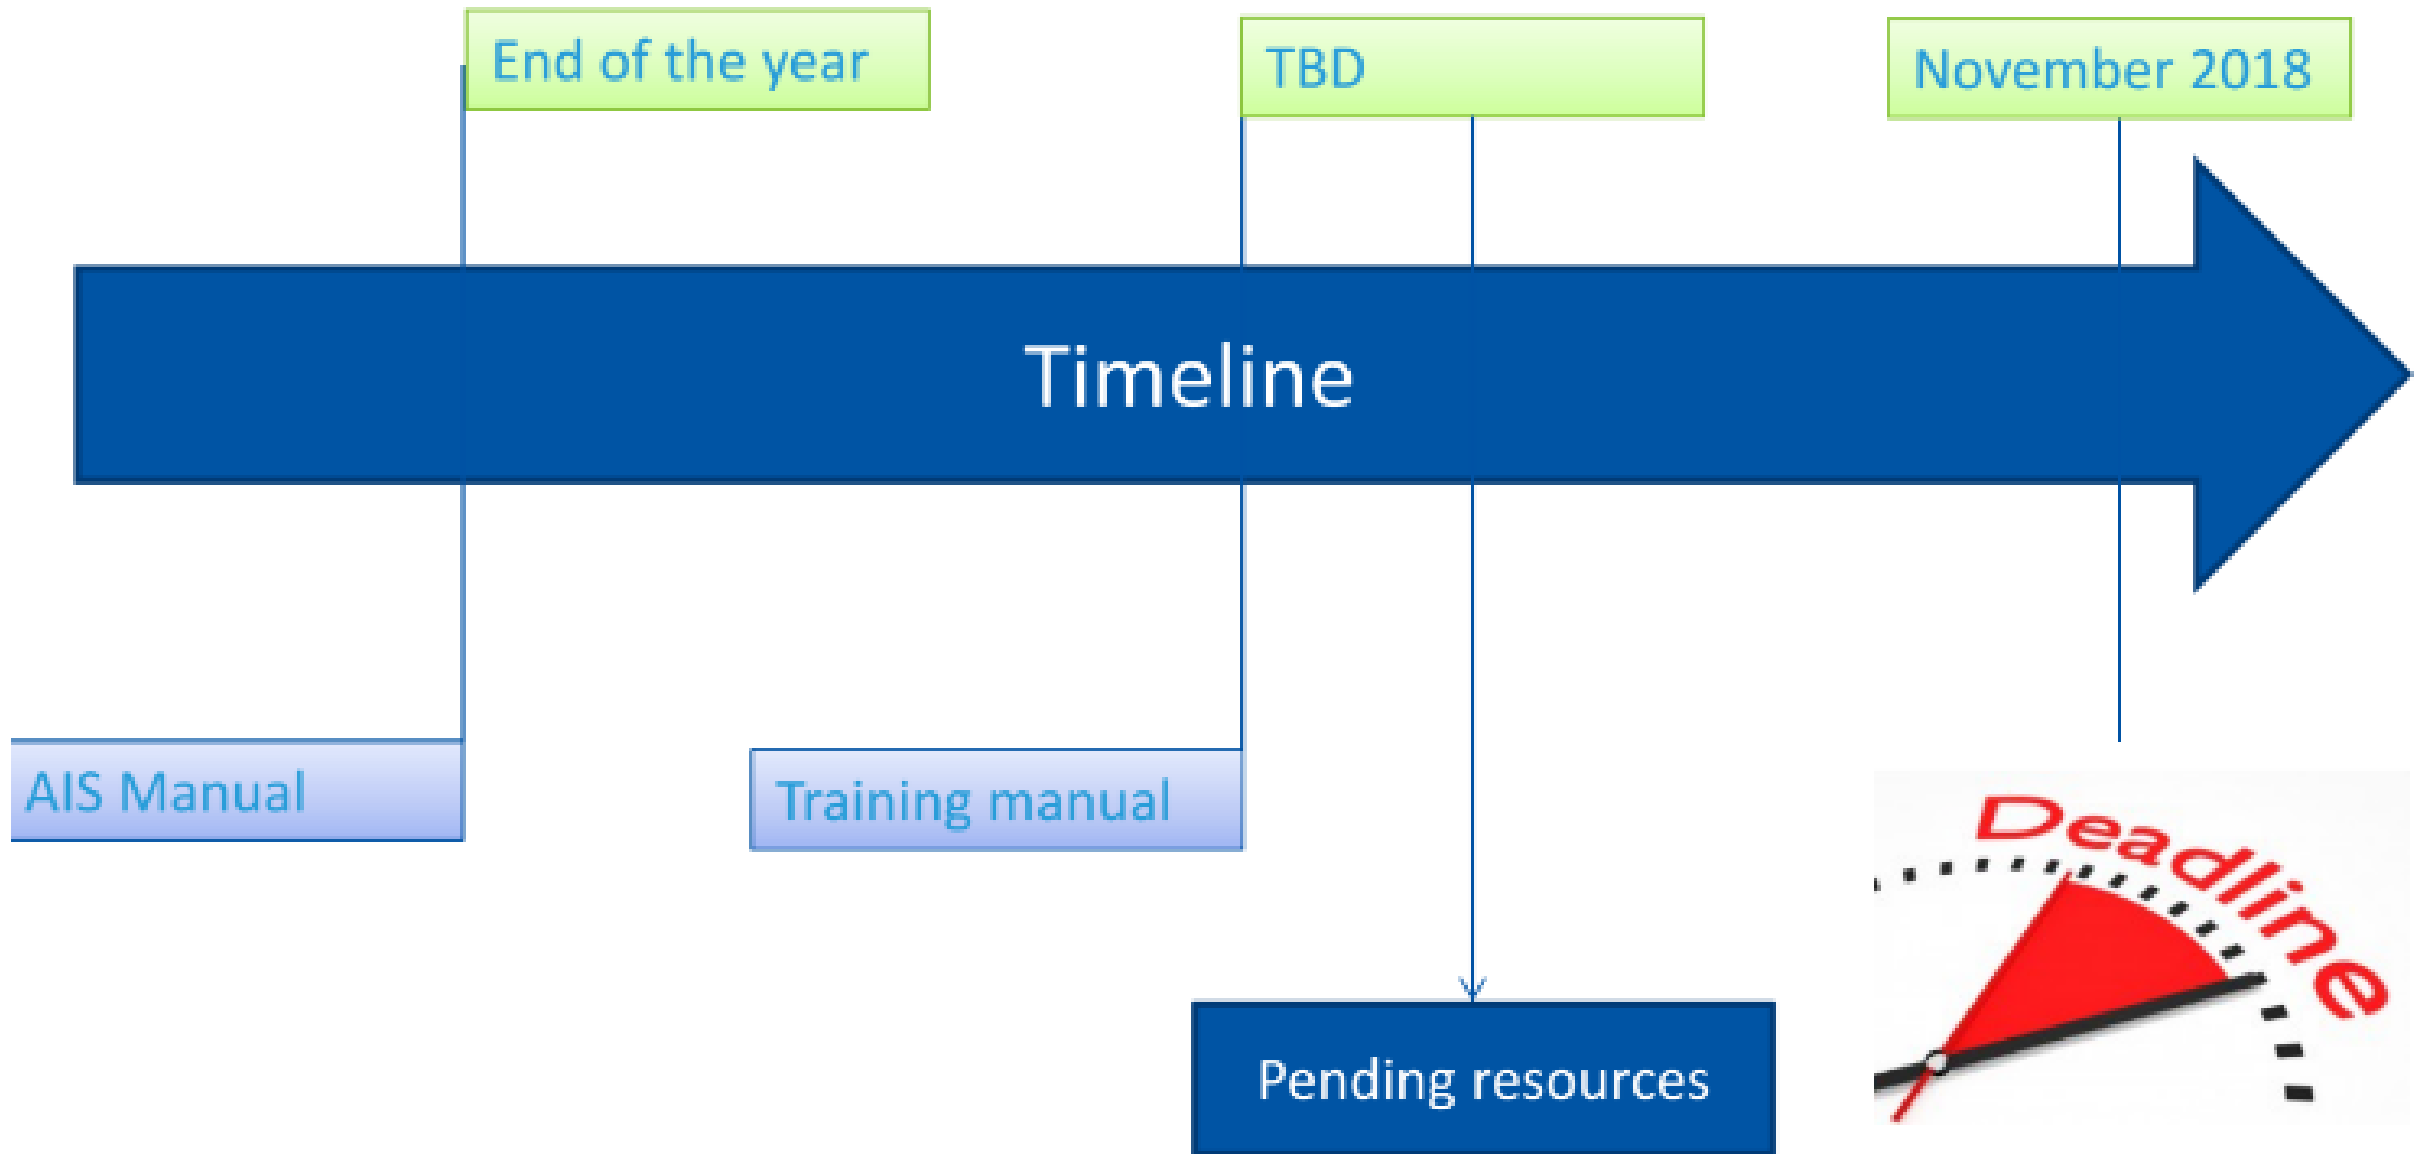 End of the year
TBD
November 2018
Timeline
AIS Manual
Training manual
Deadline
Pending resources